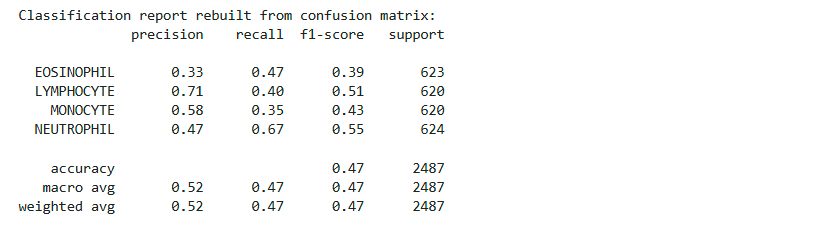 Classification report rebuilt from confusion matrix:
precision recall f1-score support
EOSINOPHIL 0.33 0.47 0.39 623
LYMPHOCYTE 0.71 0.40 0.51 620
MONOCYTE 0.58 0.35 0.43 620
NEUTROPHIL 0.47 0.67 0.55 624
accuracy 0.47 2487
macro avg 0.52 0.47 0.47 2487
weighted avg 0.52 0.47 0.47 2487